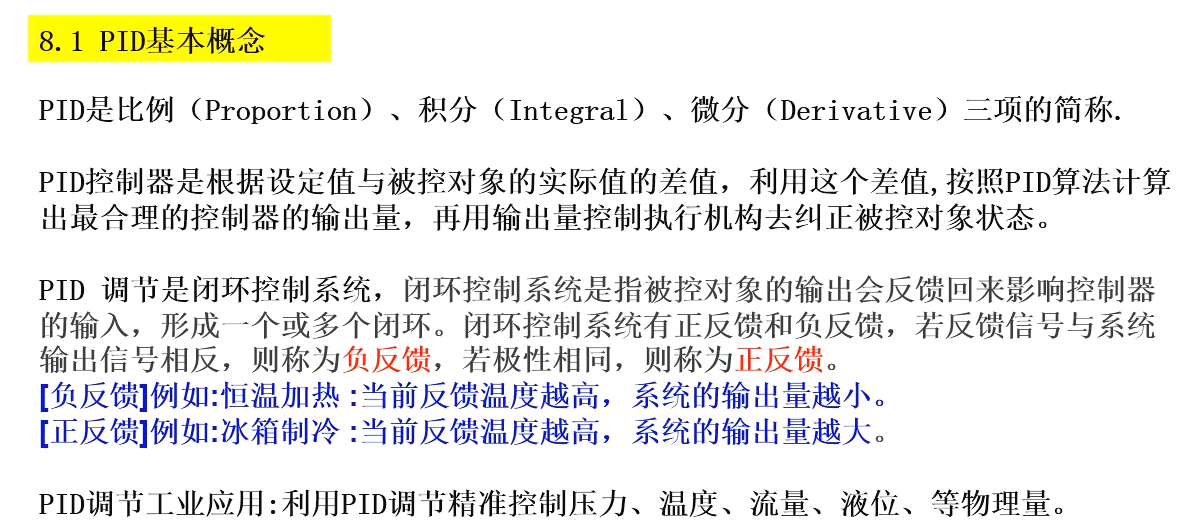 8.1 PID基本概念
PID是比例（Proportion）、积分（Integral）、微分（Derivative）三项的简称.
PID控制器是根据设定值与被控对象的实际值的差值，利用这个差值,按照PID算法计算
出最合理的控制器的输出量，再用输出量控制执行机构去纠正被控对象状态。
PID 调节是闭环控制系统，闭环控制系统是指被控对象的输出会反馈回来影响控制器
的输入，形成一个或多个闭环。闭环控制系统有正反馈和负反馈，若反馈信号与系统
输出信号相反，则称为负反馈，若极性相同，则称为正反馈。
[负反馈]例如:恒温加热 :当前反馈温度越高，系统的输出量越小。
[正反馈]例如:冰箱制冷 :当前反馈温度越高，系统的输出量越大。
PID调节工业应用:利用PID调节精准控制压力、温度、流量、液位、等物理量。